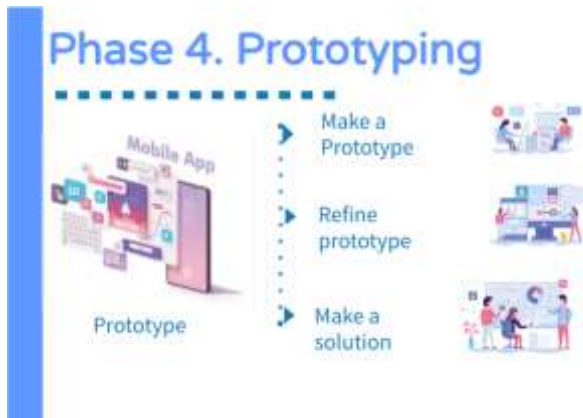 Phase 4. Prototyping
Mobile App
Prototype
Make a
Prototype
Refine
prototype
Make a
solution